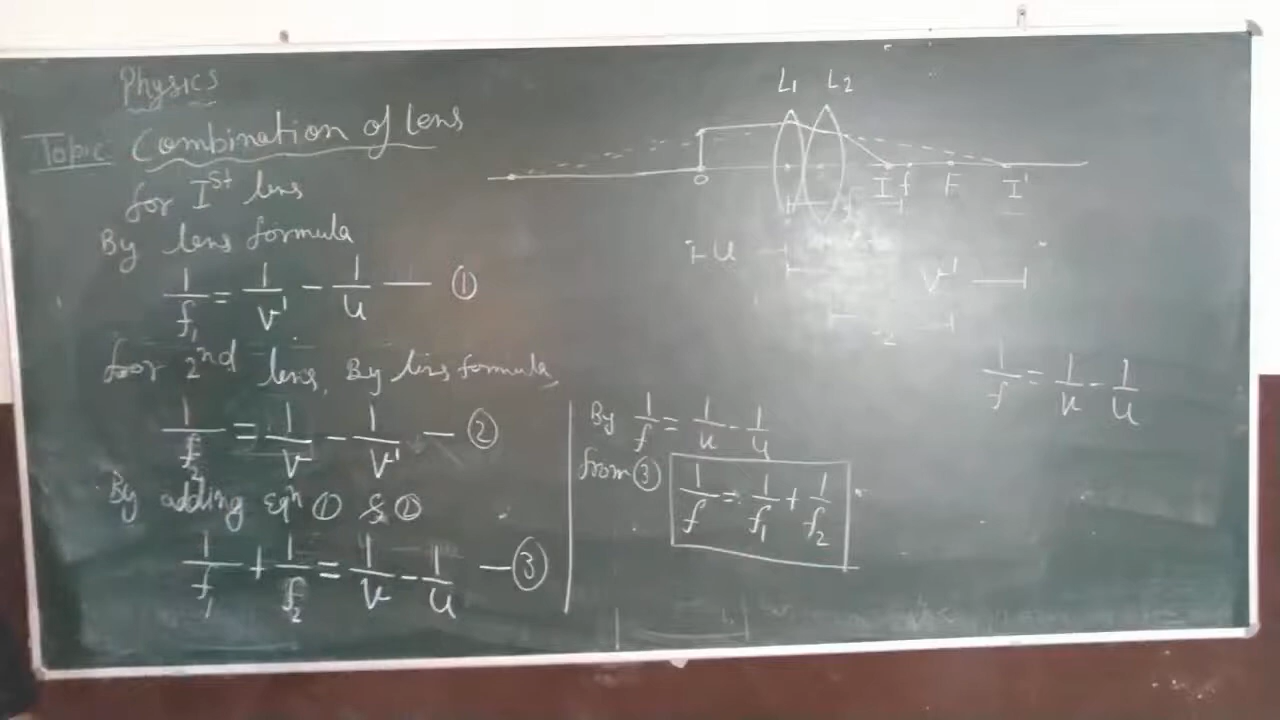 Physics
Topic: Combination of lens
for Iˢᵗ lens
By lens formula
1/f₁ = 1/v' - 1/u — ①
for 2ⁿᵈ lens, By lens formula,
1/f₂ = 1/v - 1/v' — ②
By adding Eqⁿ ① & ②
1/f₁ + 1/f₂ = 1/v - 1/u — ③
By 1/f = 1/v - 1/u
from ③ 1/f = 1/f₁ + 1/f₂
L₁ L₂
O I f F I'
-u
v'
1/f = 1/v - 1/u